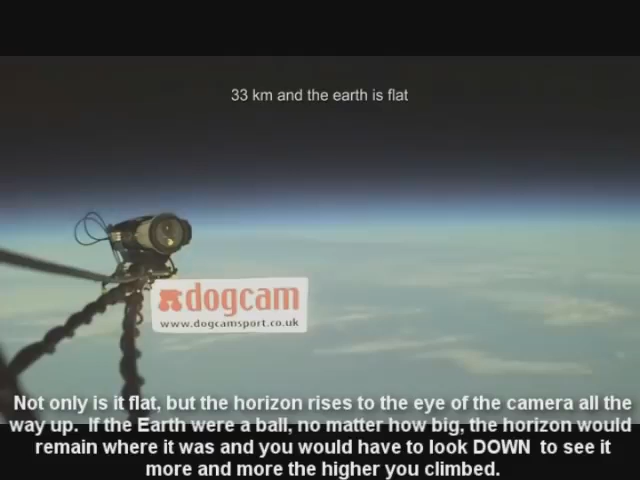 33 km and the earth is flat
dogcam
www.dogcamsport.co.uk
Not only is it flat, but the horizon rises to the eye of the camera all the
way up.  If the Earth were a ball, no matter how big, the horizon would
remain where it was and you would have to look DOWN  to see it
more and more the higher you climbed.